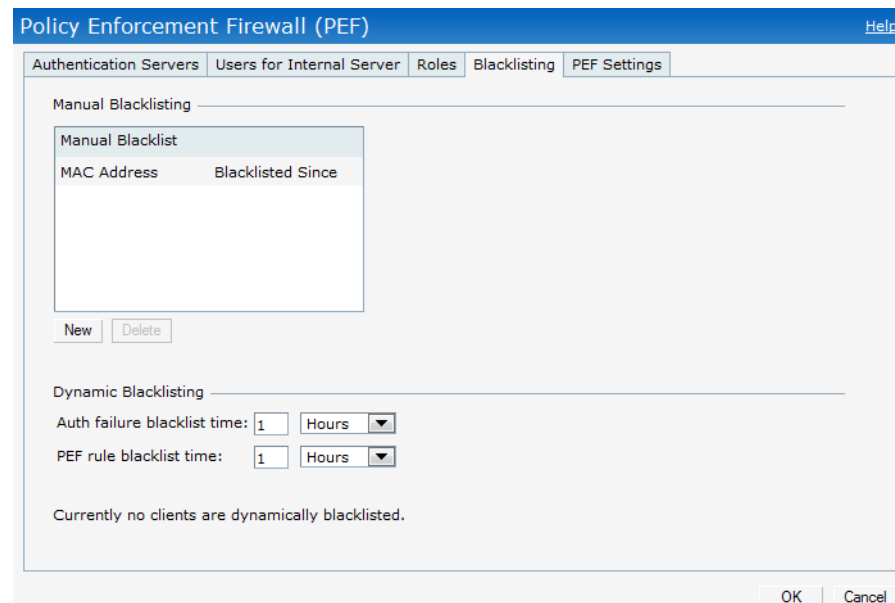 Policy Enforcement Firewall (PEF) Help
Authentication Servers Users for Internal Server Roles Blacklisting PEF Settings
Manual Blacklisting
Manual Blacklist
MAC Address Blacklisted Since
New Delete
Dynamic Blacklisting
Auth failure blacklist time: 1 Hours
PEF rule blacklist time: 1 Hours
Currently no clients are dynamically blacklisted.
OK Cancel